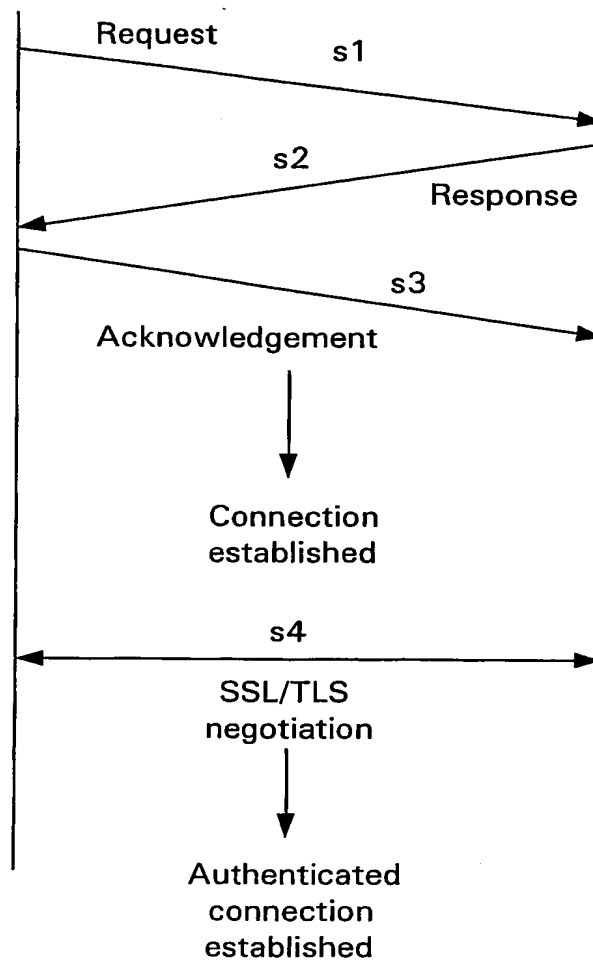 Request
s1
s2
Response
s3
Acknowledgement
Connection
established
s4
SSL/TLS
negotiation
Authenticated
connection
established